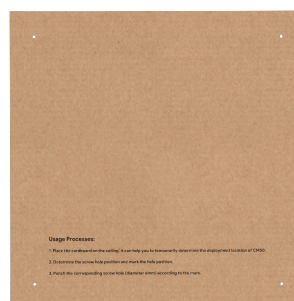 Usage Processes:
1. Place the cardboard on the ceiling, it can help you to temporarily determine the deployment location of CM50.
2. Determine the screw hole position and mark the hole position.
3. Punch the corresponding screw hole (diameter 6mm) according to the mark.